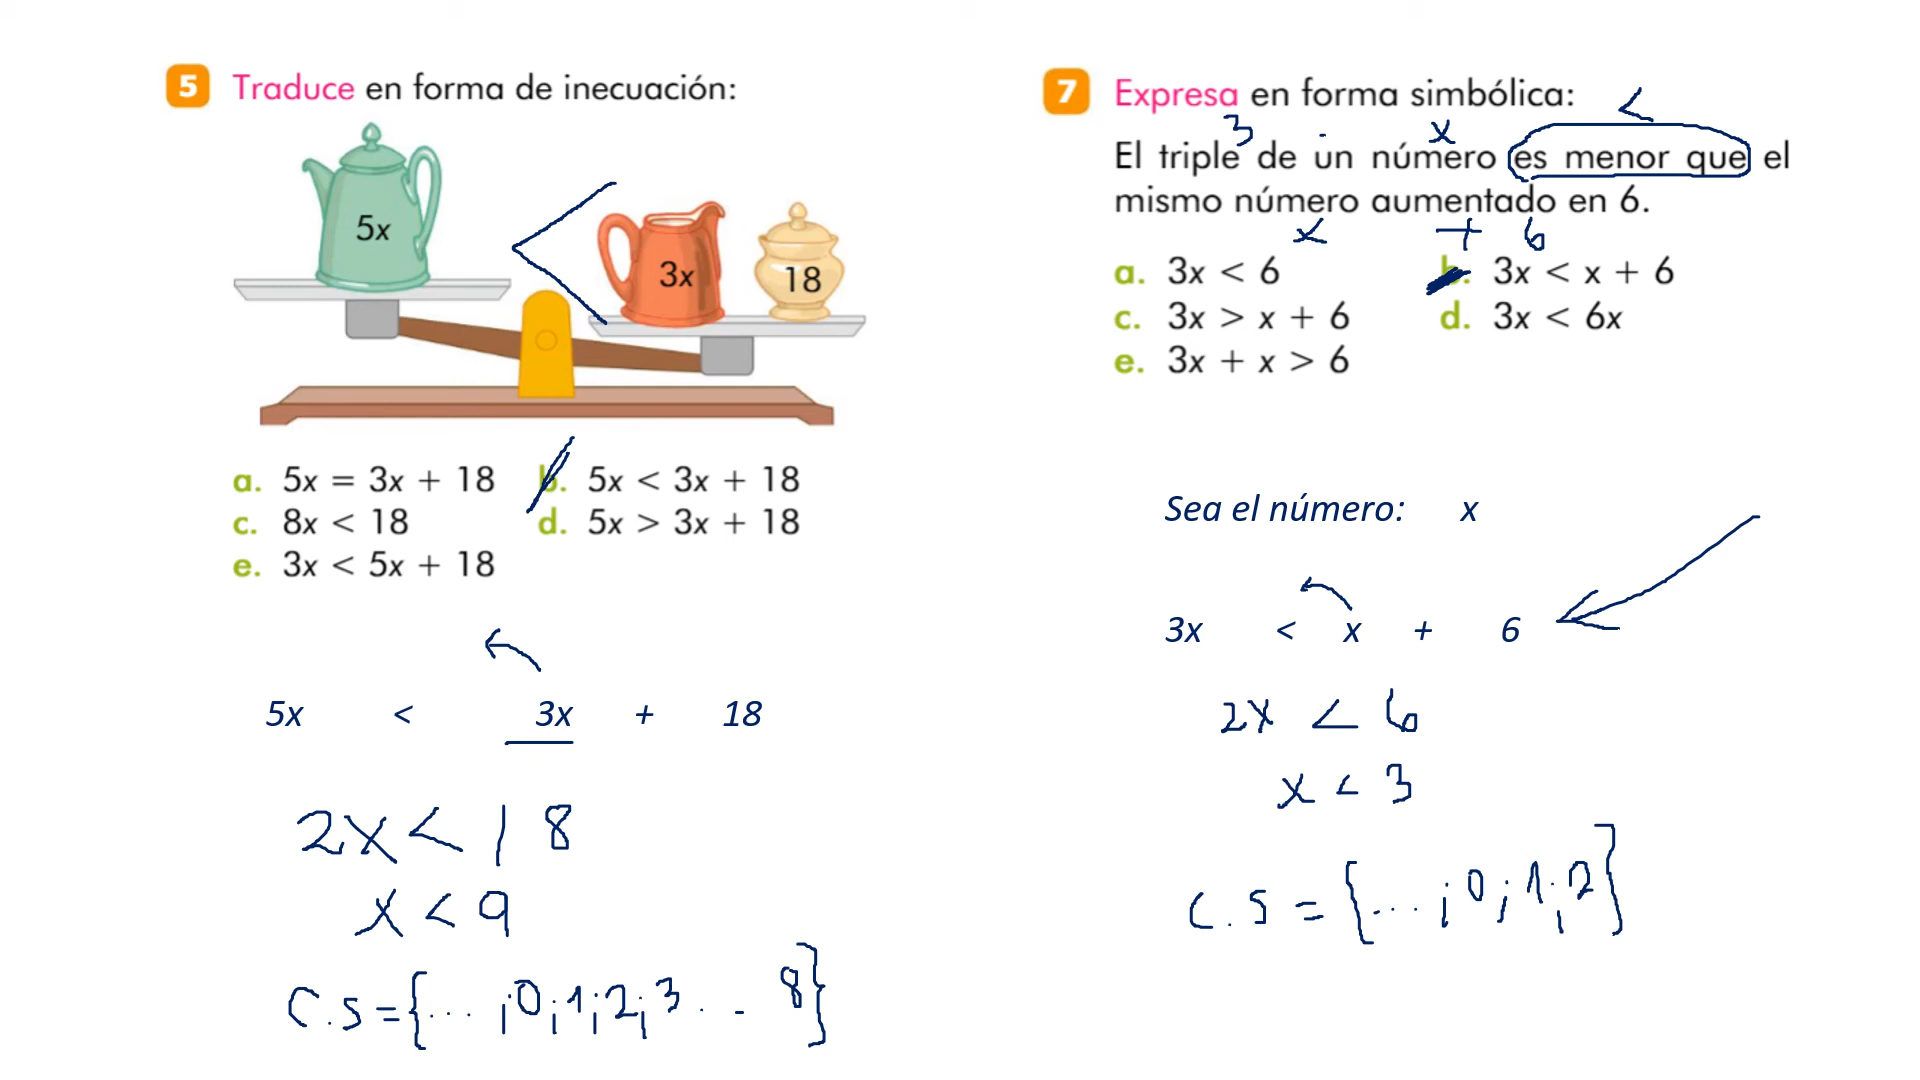 5 Traduce en forma de inecuación:
5x
<
3x
18
a. 5x = 3x + 18 b. 5x < 3x + 18
c. 8x < 18 d. 5x > 3x + 18
e. 3x < 5x + 18
5x < 3x + 18
2x < 18
x < 9
C.S = {... ; 0 ; 1 ; 2 ; 3 . . . 8}
7 Expresa en forma simbólica:
<
3 · x
El triple de un número es menor que el
mismo número aumentado en 6.
x + 6
a. 3x < 6 b. 3x < x + 6
c. 3x > x + 6 d. 3x < 6x
e. 3x + x > 6
Sea el número: x
3x < x + 6
2x < 6
x < 3
C.S = {... ; 0 ; 1 ; 2}